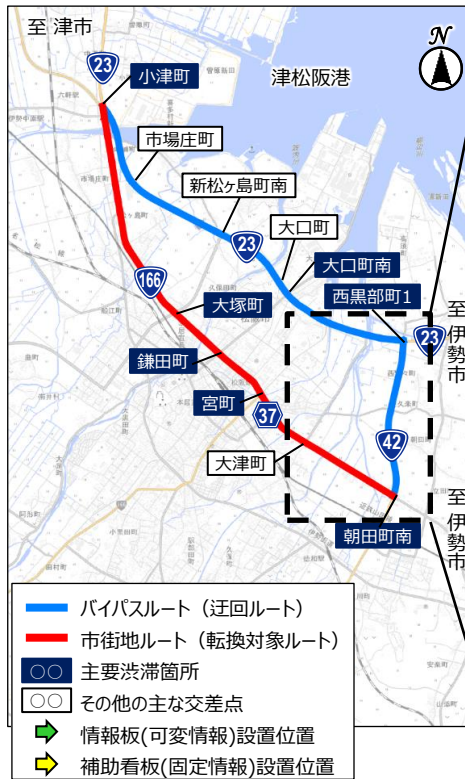 至 津市
N
23
小津町
津松阪港
市場庄町
新松ヶ島町南
大口町
23
大口町南
166
西黒部町1
大塚町
至 伊勢市
23
鎌田町
宮町
37
42
大津町
至 伊勢市
朝田町南
バイパスルート（迂回ルート）
市街地ルート（転換対象ルート）
○○ 主要渋滞箇所
○○ その他の主な交差点
情報板(可変情報)設置位置
補助看板(固定情報)設置位置